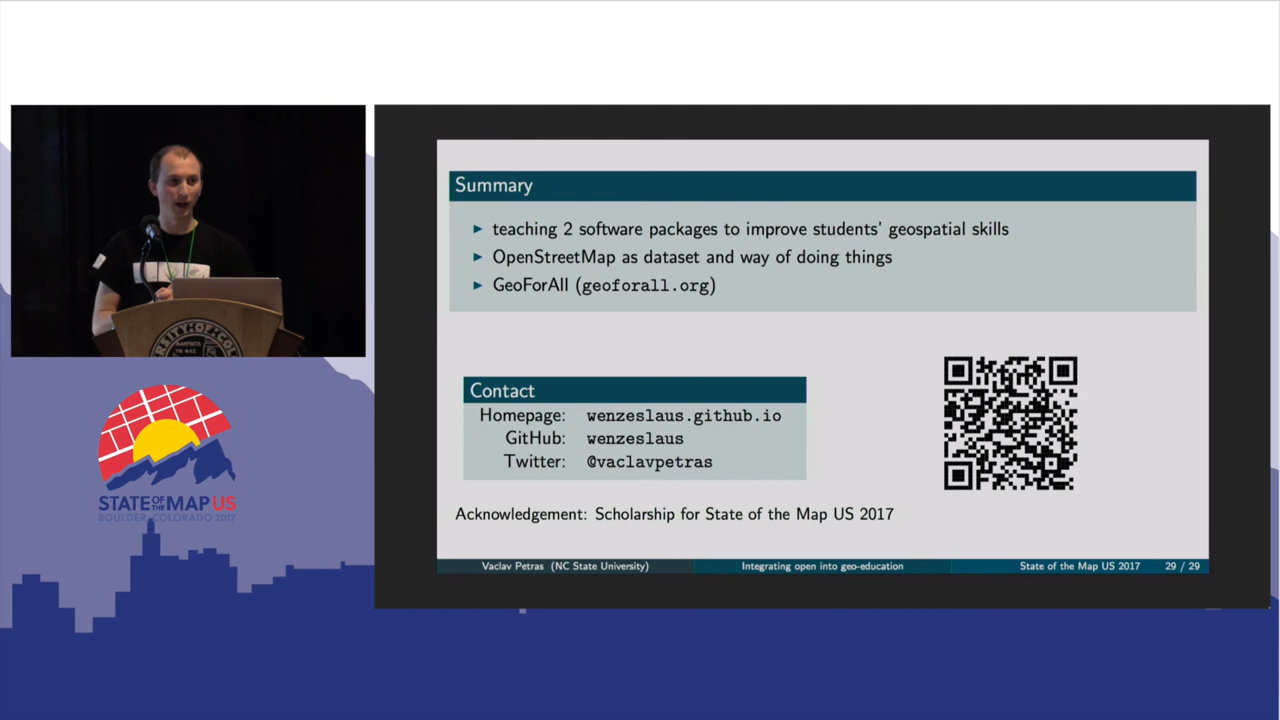 Summary
▶ teaching 2 software packages to improve students' geospatial skills
▶ OpenStreetMap as dataset and way of doing things
▶ GeoForAll (geoforall.org)
Contact
Homepage: wenzeslaus.github.io
GitHub: wenzeslaus
Twitter: @vaclavpetras
Acknowledgement: Scholarship for State of the Map US 2017
Vaclav Petras (NC State University) Integrating open into geo-education State of the Map US 2017 29 / 29
STATE OF THE MAP US
BOULDER, COLORADO 2017